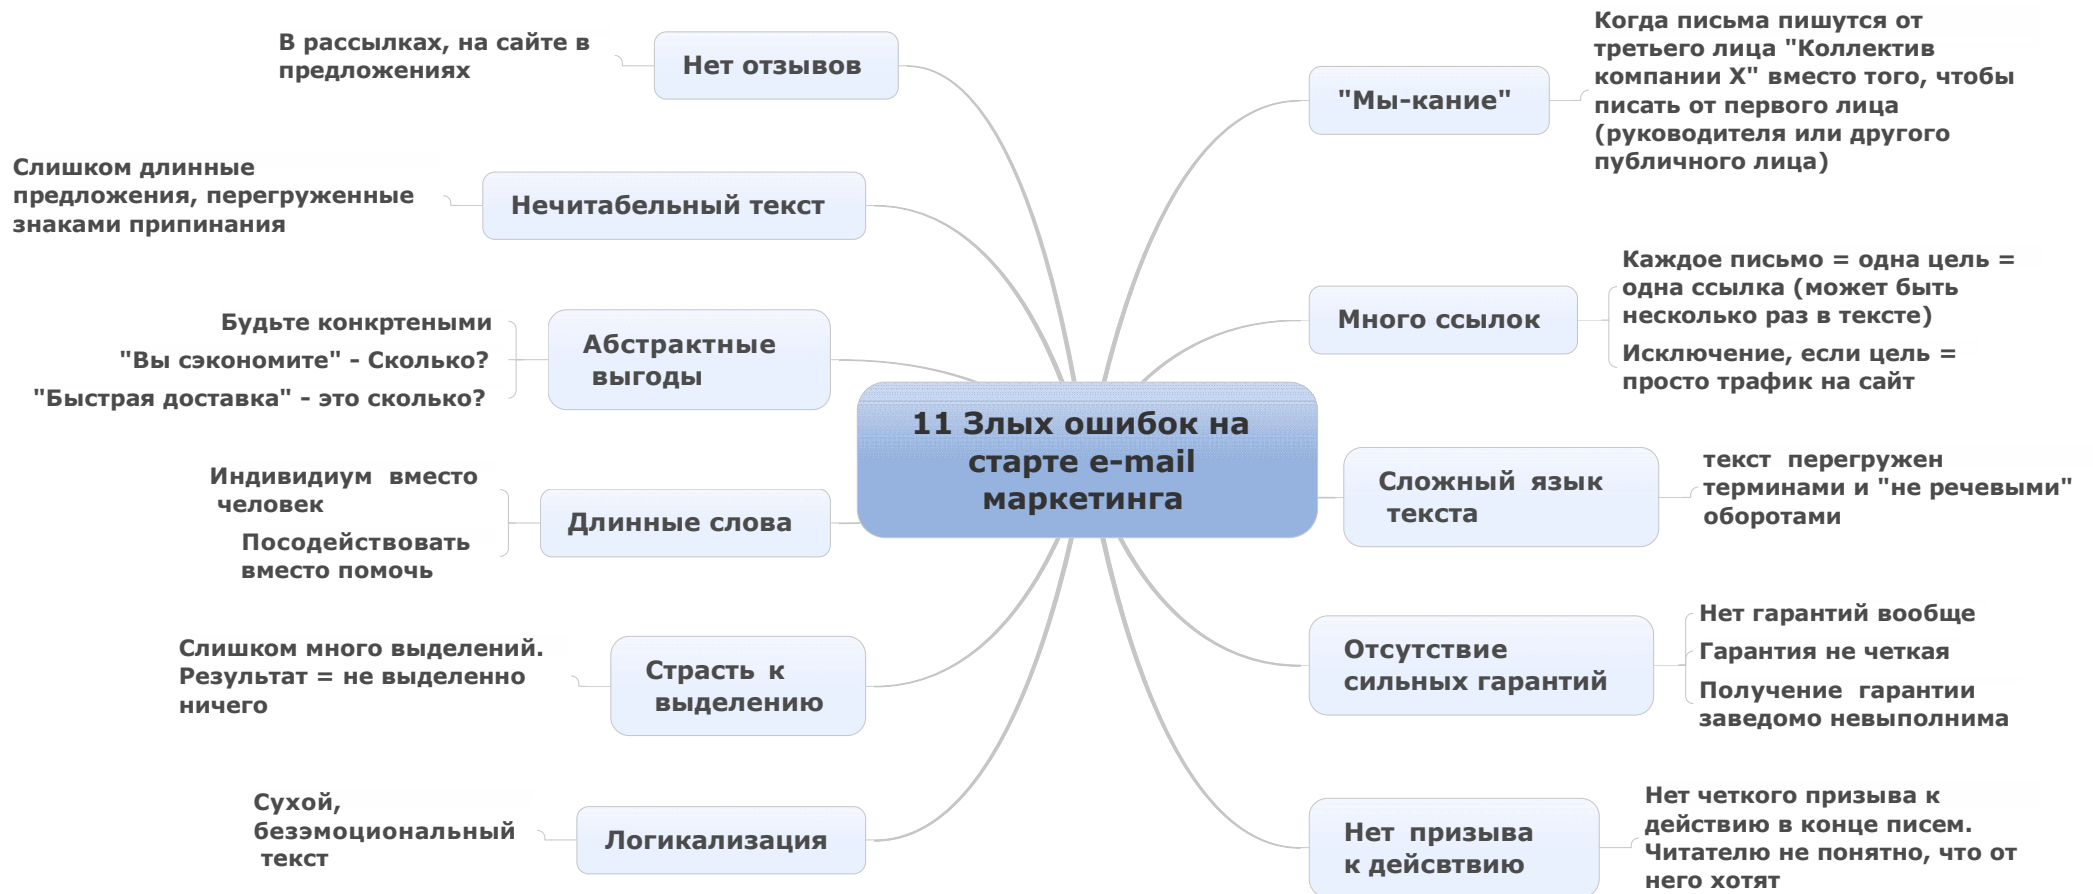 11 Злых ошибок на
старте e-mail
маркетинга
"Мы-кание"
Когда письма пишутся от
третьего лица "Коллектив
компании Х" вместо того, чтобы
писать от первого лица
(руководителя или другого
публичного лица)
Много ссылок
Каждое письмо = одна цель =
одна ссылка (может быть
несколько раз в тексте)
Исключение, если цель =
просто трафик на сайт
Сложный язык
текста
текст перегружен
терминами и "не речевыми"
оборотами
Отсутствие
сильных гарантий
Нет гарантий вообще
Гарантия не четкая
Получение гарантии
заведомо невыполнима
Нет призыва
к дейсвтвию
Нет четкого призыва к
действию в конце писем.
Читателю не понятно, что от
него хотят
Нет отзывов
В рассылках, на сайте в
предложениях
Нечитабельный текст
Слишком длинные
предложения, перегруженные
знаками припинания
Абстрактные
выгоды
Будьте конкртеными
"Вы сэкономите" - Сколько?
"Быстрая доставка" - это сколько?
Длинные слова
Индивидиум вместо
человек
Посодействовать
вместо помочь
Страсть к
выделению
Слишком много выделений.
Результат = не выделенно
ничего
Логикализация
Сухой,
безэмоциональный
текст